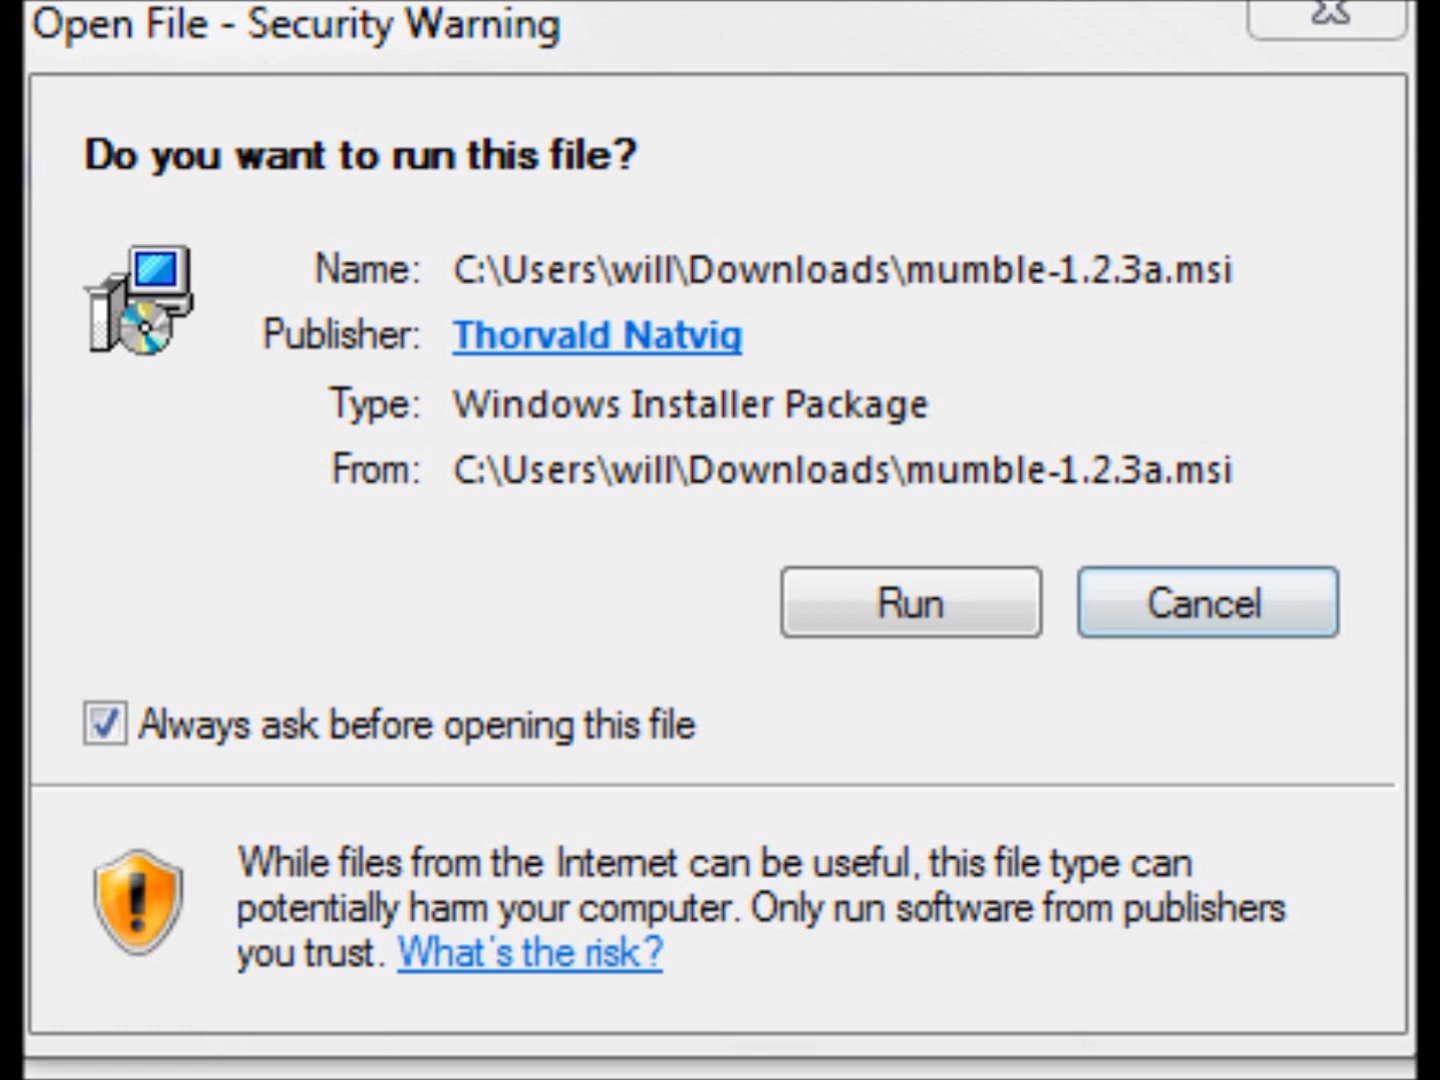 Open File - Security Warning
Do you want to run this file?
Name: C:\Users\will\Downloads\mumble-1.2.3a.msi
Publisher: Thorvald Natvig
Type: Windows Installer Package
From: C:\Users\will\Downloads\mumble-1.2.3a.msi
Run Cancel
Always ask before opening this file
While files from the Internet can be useful, this file type can
potentially harm your computer. Only run software from publishers
you trust. What's the risk?